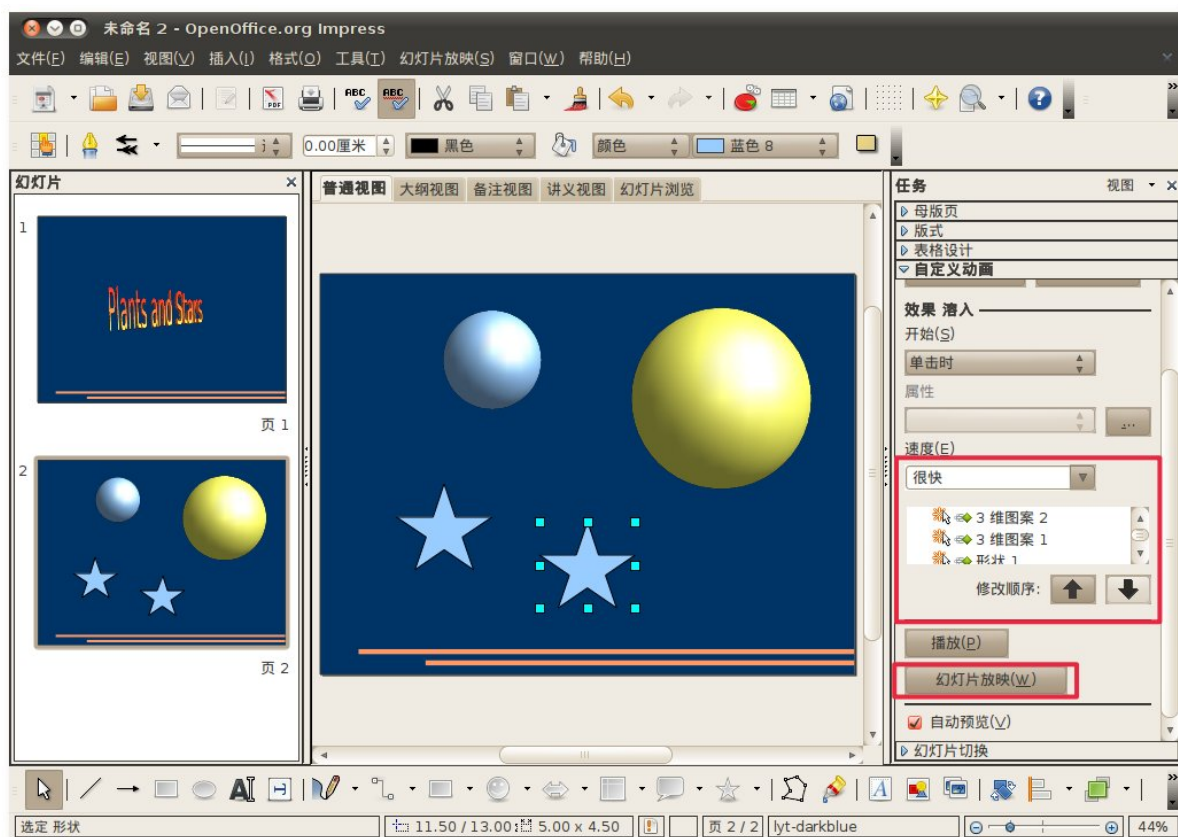 未命名 2 - OpenOffice.org Impress
文件(F) 编辑(E) 视图(V) 插入(I) 格式(O) 工具(T) 幻灯片放映(S) 窗口(W) 帮助(H)
PDF ABC ABC
0.00厘米 黑色 颜色 蓝色 8
幻灯片
普通视图 大纲视图 备注视图 讲义视图 幻灯片浏览
任务 视图
母版页
版式
表格设计
自定义动画
1
Plants and Stars
页 1
2
页 2
效果 溶入
开始(S)
单击时
属性
...
速度(E)
很快
3 维图案 2
3 维图案 1
形状 1
修改顺序:
播放(P)
幻灯片放映(W)
自动预览(V)
幻灯片切换
选定 形状
11.50 / 13.00
5.00 x 4.50
页 2 / 2
lyt-darkblue
44%